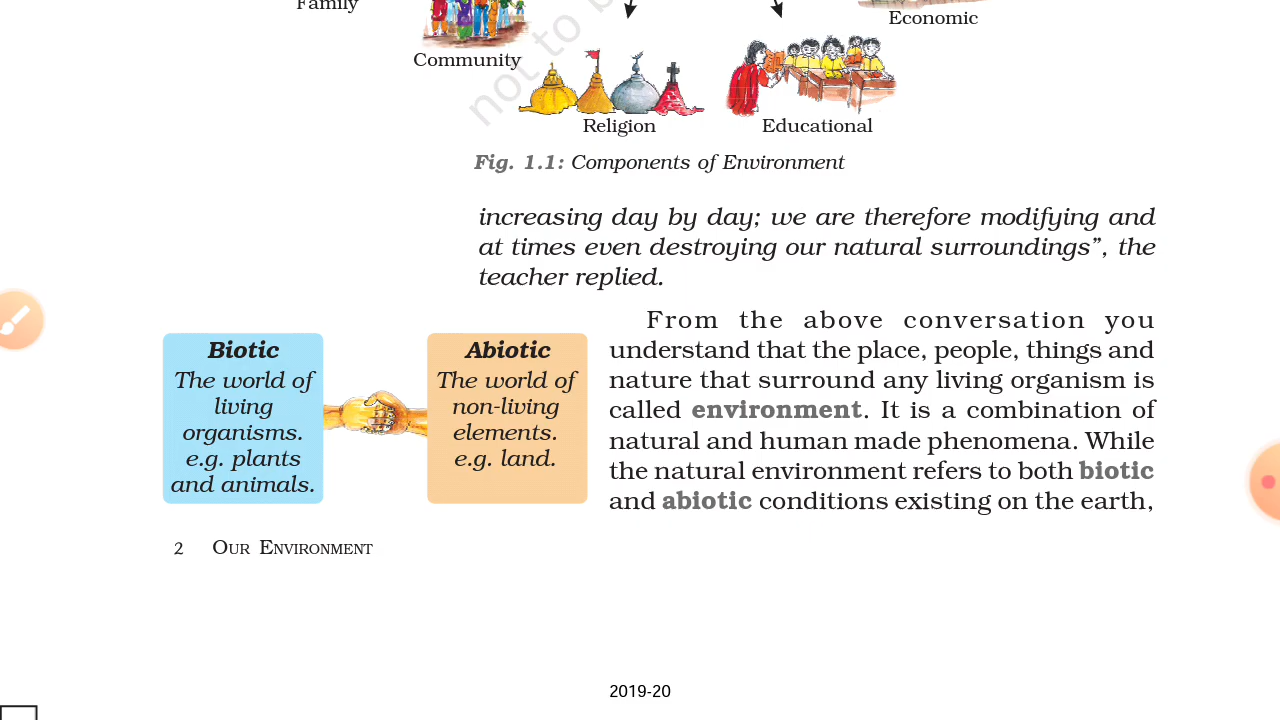 Family
Economic
Community
not to b
Religion
Educational
Fig. 1.1: Components of Environment
increasing day by day; we are therefore modifying and
at times even destroying our natural surroundings”, the
teacher replied.
Biotic
The world of
living
organisms.
e.g. plants
and animals.
Abiotic
The world of
non-living
elements.
e.g. land.
From the above conversation you
understand that the place, people, things and
nature that surround any living organism is
called environment. It is a combination of
natural and human made phenomena. While
the natural environment refers to both biotic
and abiotic conditions existing on the earth,
2 OUR ENVIRONMENT
2019-20